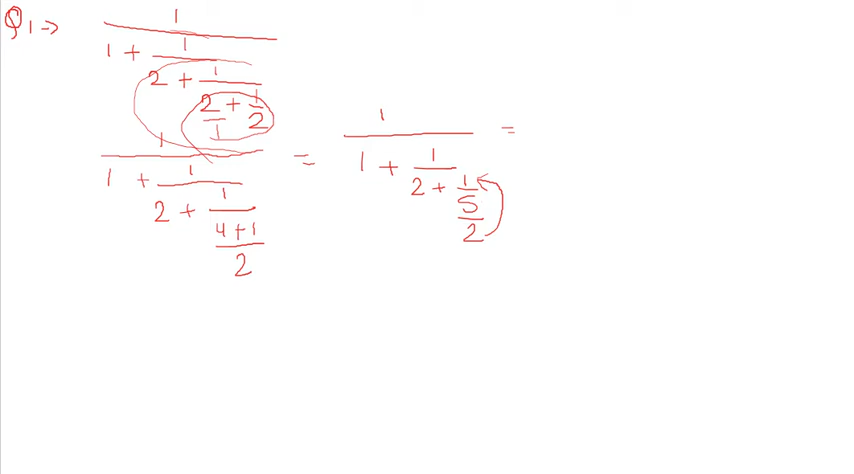 Q1→ 1
1 + 1
2 + 1
2 + 1
1 2
1 = 1 =
1 + 1 1 + 1
2 + 1 2 + 1
4+1 5
2 2